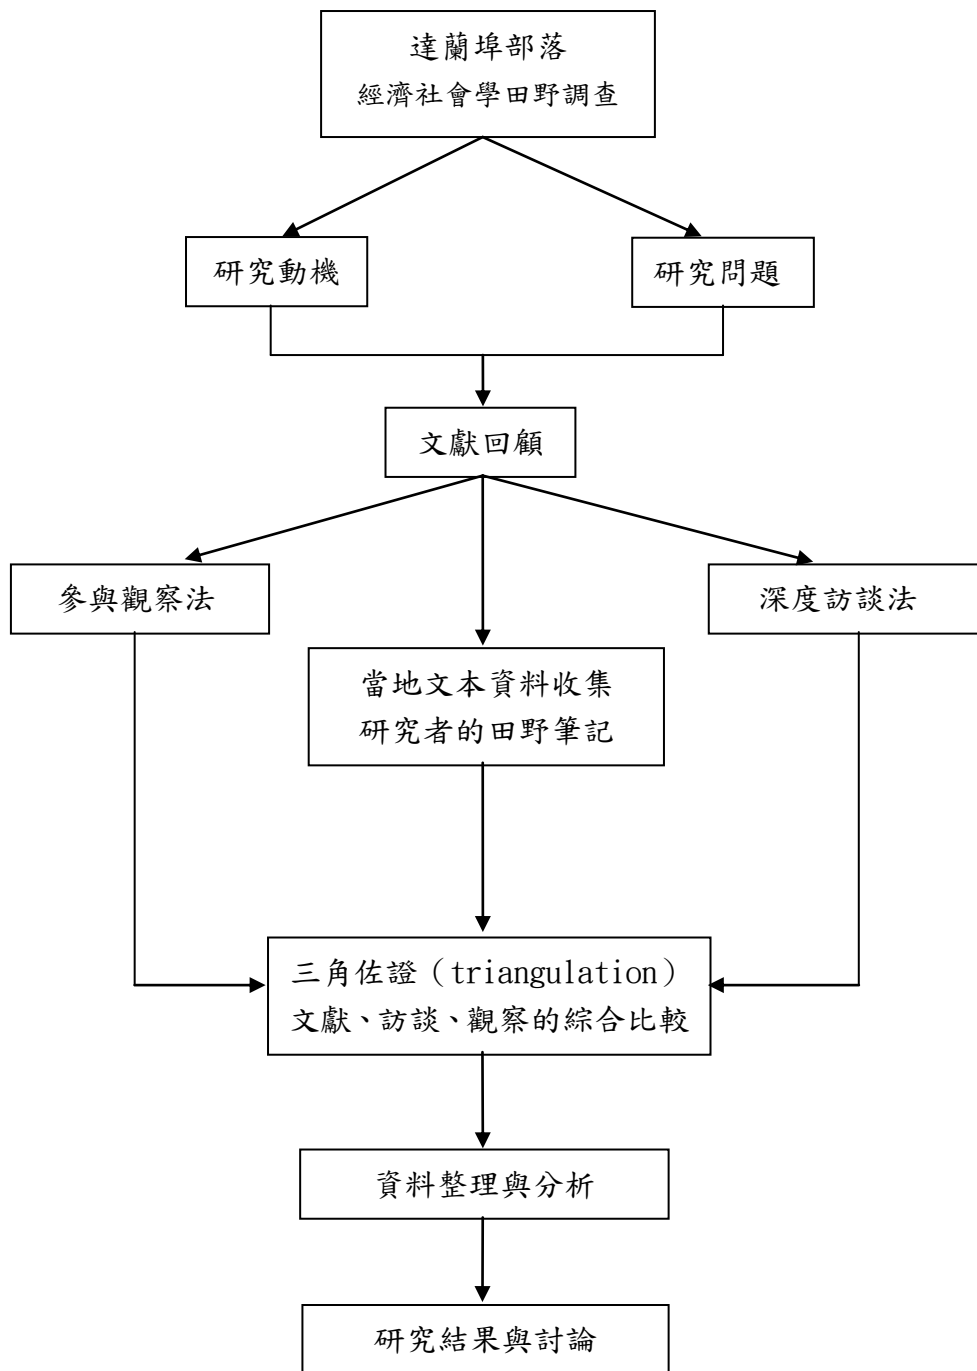 達蘭埠部落
經濟社會學田野調查
研究動機
研究問題
文獻回顧
參與觀察法
深度訪談法
當地文本資料收集
研究者的田野筆記
三角佐證（triangulation）
文獻、訪談、觀察的綜合比較
資料整理與分析
研究結果與討論